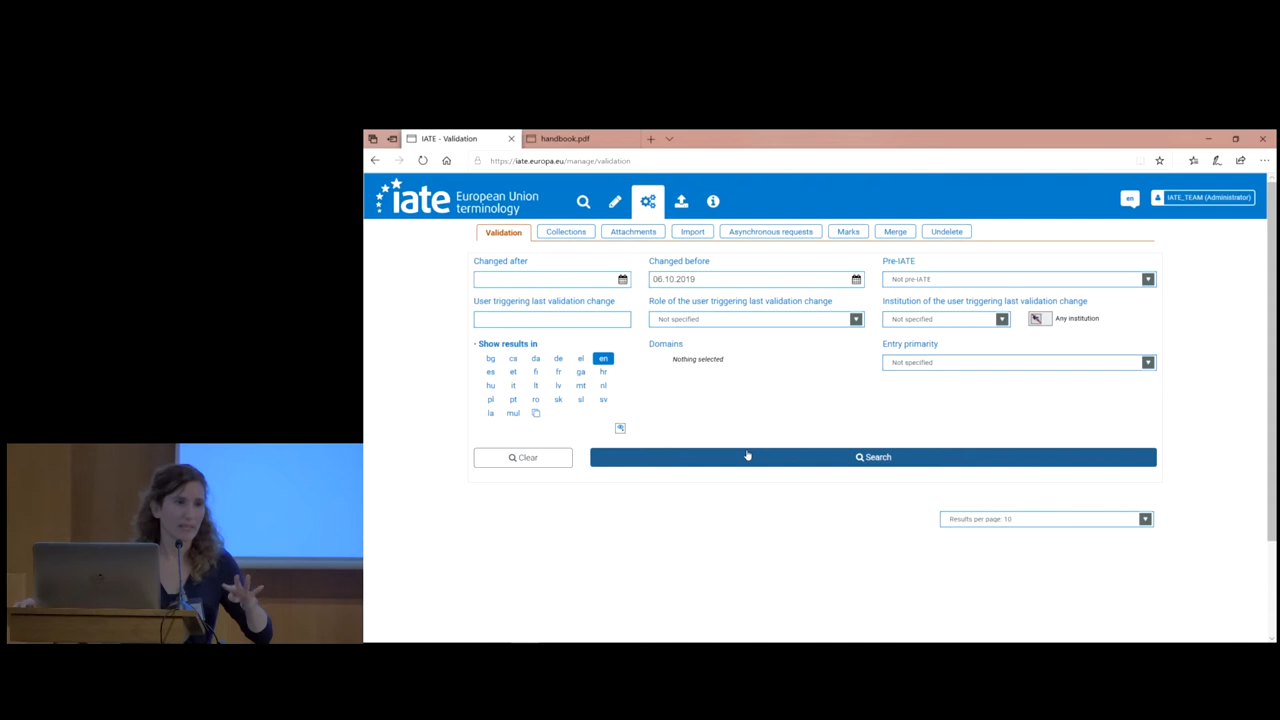 IATE - Validation
handbook.pdf
https://iate.europa.eu/manage/validation
iate European Union
terminology
en
IATE_TEAM (Administrator)
Validation
Collections
Attachments
Import
Asynchronous requests
Marks
Merge
Undelete
Changed after
Changed before
Pre-IATE
06.10.2019
Not pre-IATE
User triggering last validation change
Role of the user triggering last validation change
Institution of the user triggering last validation change
Not specified
Not specified
Any institution
Show results in
Domains
Entry primarity
bg cs da de el en
Nothing selected
Not specified
es et fi fr ga hr
hu it lt lv mt nl
pl pt ro sk sl sv
la mul
Clear
Search
Results per page: 10